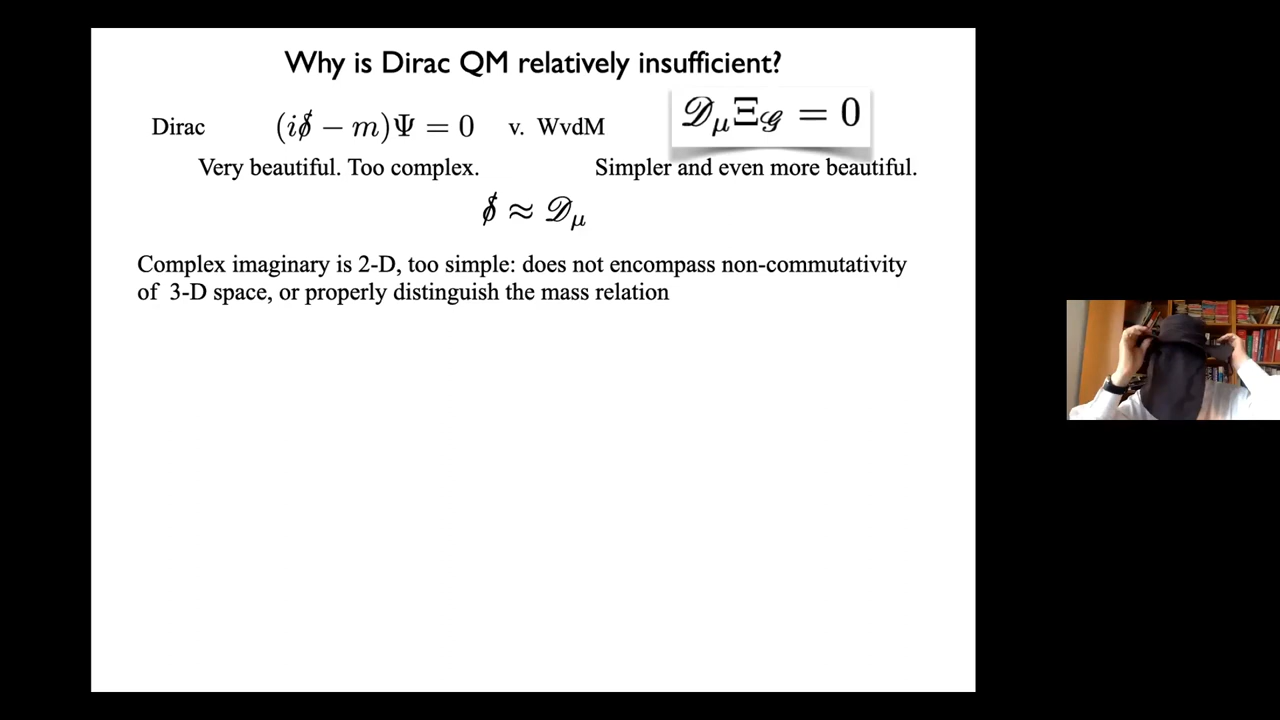 Why is Dirac QM relatively insufficient?
Dirac (i∂̸ − m)Ψ = 0 v. WvdM 𝒟μΞ𝒢 = 0
Very beautiful. Too complex. Simpler and even more beautiful.
∂̸ ≈ 𝒟μ
Complex imaginary is 2-D, too simple: does not encompass non-commutativity
of 3-D space, or properly distinguish the mass relation